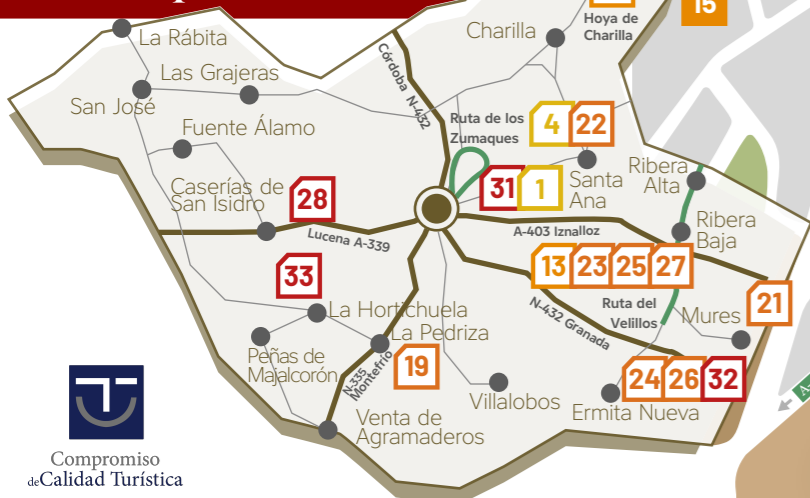 15
Hoya de
Charilla
Charilla
La Rábita
Las Grajeras
San José
Córdoba N-432
Ruta de los
Zumaques
4
22
Fuente Álamo
Ribera
Alta
Santa
Ana
31
1
Caserías de
San Isidro
28
Ribera
Baja
A-403 Iznalloz
Lucena A-339
13
23
25
27
33
21
N-432 Granada
Ruta del
Velillos
Mures
La Hortichuela
La Pedriza
Peñas de
Majalcorón
N-335
Montefrío
19
24
26
32
Villalobos
Ermita Nueva
Venta de
Agramaderos
Compromiso
de Calidad Turística